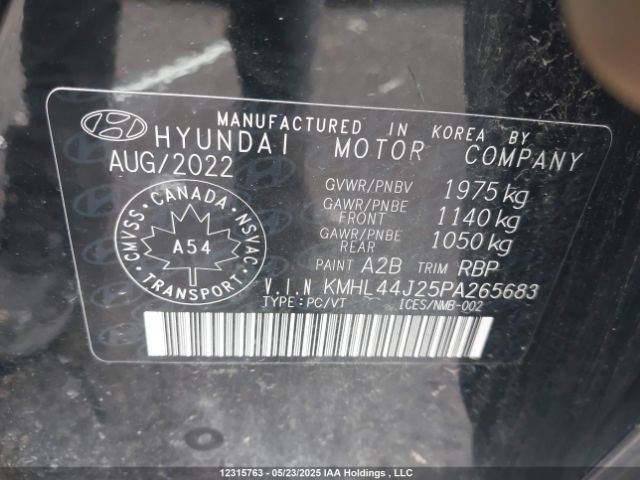 MANUFACTURED IN KOREA BY
HYUNDAI MOTOR COMPANY
AUG/2022
GVWR/PNBV 1975 kg
GAWR/PNBE FRONT 1140 kg
GAWR/PNBE REAR 1050 kg
PAINT A2B TRIM RBP
V.I.N KMHL44J25PA265683
TYPE: PC/VT ICES/NMB-002
CANADA
CMVSS NSVAC
A 54
TRANSPORT
12315763 — 05/23/2025 IAA Holdings , LLC